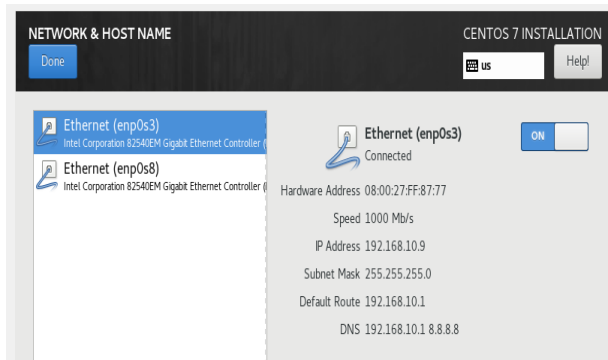 NETWORK & HOST NAME
Done
CENTOS 7 INSTALLATION
us
Help!
Ethernet (enp0s3)
Intel Corporation 82540EM Gigabit Ethernet Controller (
Ethernet (enp0s8)
Intel Corporation 82540EM Gigabit Ethernet Controller (
Ethernet (enp0s3)
Connected
ON
Hardware Address 08:00:27:FF:87:77
Speed 1000 Mb/s
IP Address 192.168.10.9
Subnet Mask 255.255.255.0
Default Route 192.168.10.1
DNS 192.168.10.1 8.8.8.8